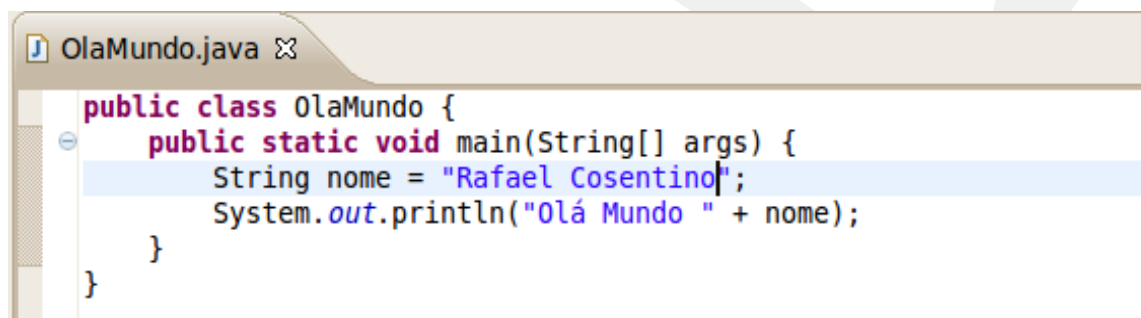 OlaMundo.java
public class OlaMundo {
    public static void main(String[] args) {
        String nome = "Rafael Cosentino";
        System.out.println("Olá Mundo " + nome);
    }
}